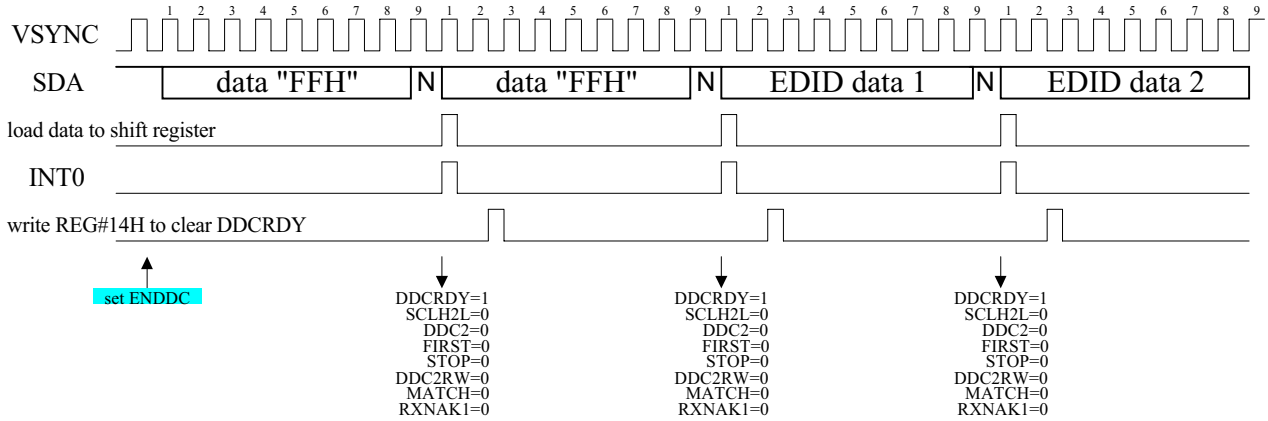 1 2 3 4 5 6 7 8 9 1 2 3 4 5 6 7 8 9 1 2 3 4 5 6 7 8 9 1 2 3 4 5 6 7 8 9
VSYNC
SDA data "FFH" N data "FFH" N EDID data 1 N EDID data 2
load data to shift register
INT0
write REG#14H to clear DDCRDY
set ENDDC
DDCRDY=1 DDCRDY=1 DDCRDY=1
SCLH2L=0 SCLH2L=0 SCLH2L=0
DDC2=0 DDC2=0 DDC2=0
FIRST=0 FIRST=0 FIRST=0
STOP=0 STOP=0 STOP=0
DDC2RW=0 DDC2RW=0 DDC2RW=0
MATCH=0 MATCH=0 MATCH=0
RXNAK1=0 RXNAK1=0 RXNAK1=0